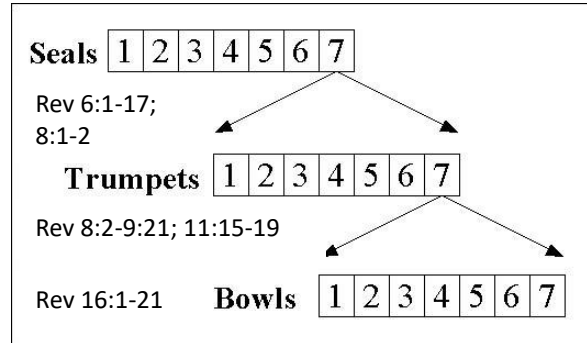 Seals 1 2 3 4 5 6 7
Rev 6:1-17;
8:1-2
Trumpets 1 2 3 4 5 6 7
Rev 8:2-9:21; 11:15-19
Rev 16:1-21 Bowls 1 2 3 4 5 6 7